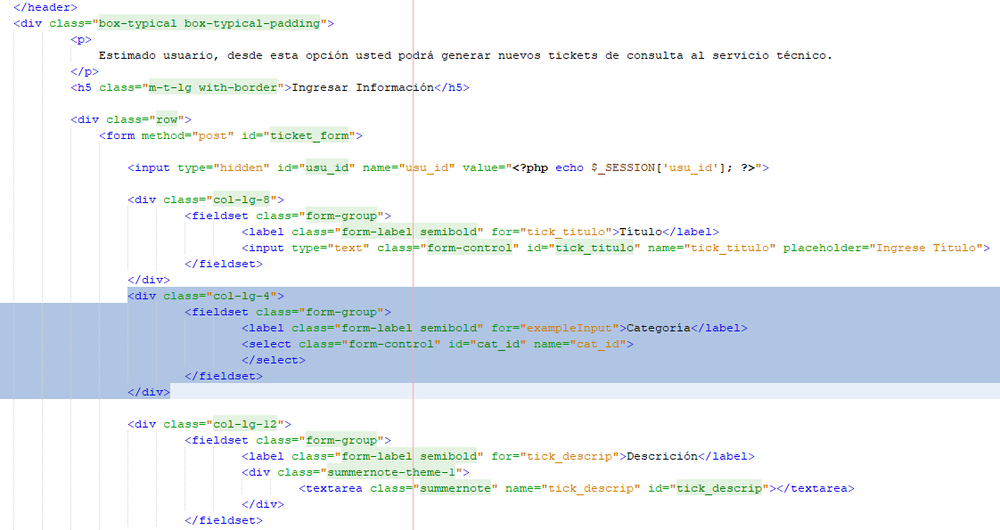 </header>
<div class="box-typical box-typical-padding">
<p>
Estimado usuario, desde esta opción usted podrá generar nuevos tickets de consulta al servicio técnico.
</p>
<h5 class="m-t-lg with-border">Ingresar Información</h5>
<div class="row">
<form method="post" id="ticket_form">
<input type="hidden" id="usu_id" name="usu_id" value="<?php echo $_SESSION['usu_id']; ?>">
<div class="col-lg-8">
<fieldset class="form-group">
<label class="form-label semibold" for="tick_titulo">Título</label>
<input type="text" class="form-control" id="tick_titulo" name="tick_titulo" placeholder="Ingrese Título">
</fieldset>
</div>
<div class="col-lg-4">
<fieldset class="form-group">
<label class="form-label semibold" for="exampleInput">Categoría</label>
<select class="form-control" id="cat_id" name="cat_id">
</select>
</fieldset>
</div>
<div class="col-lg-12">
<fieldset class="form-group">
<label class="form-label semibold" for="tick_descrip">Descrición</label>
<div class="summernote-theme-1">
<textarea class="summernote" name="tick_descrip" id="tick_descrip"></textarea>
</div>
</fieldset>